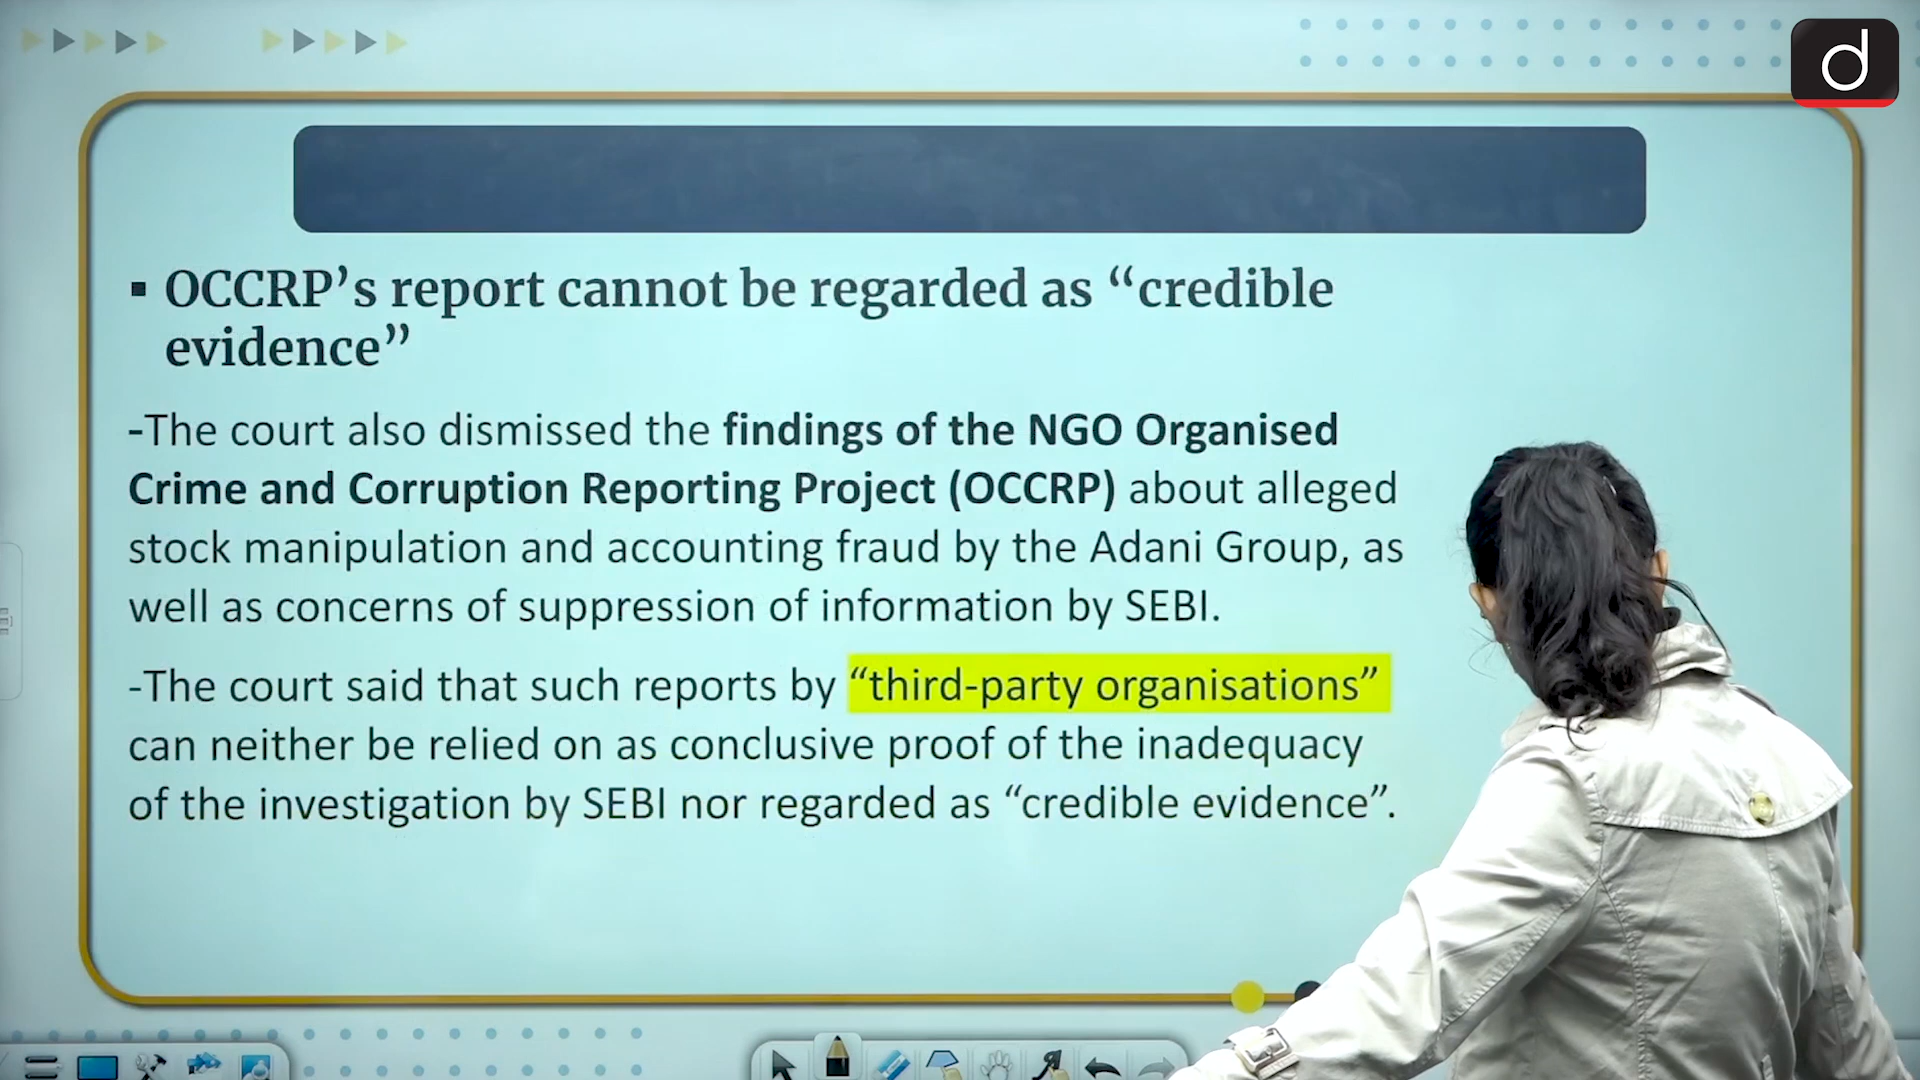 d
▪ OCCRP’s report cannot be regarded as “credible
evidence”
-The court also dismissed the findings of the NGO Organised
Crime and Corruption Reporting Project (OCCRP) about alleged
stock manipulation and accounting fraud by the Adani Group, as
well as concerns of suppression of information by SEBI.
-The court said that such reports by “third-party organisations”
can neither be relied on as conclusive proof of the inadequacy
of the investigation by SEBI nor regarded as “credible evidence”.